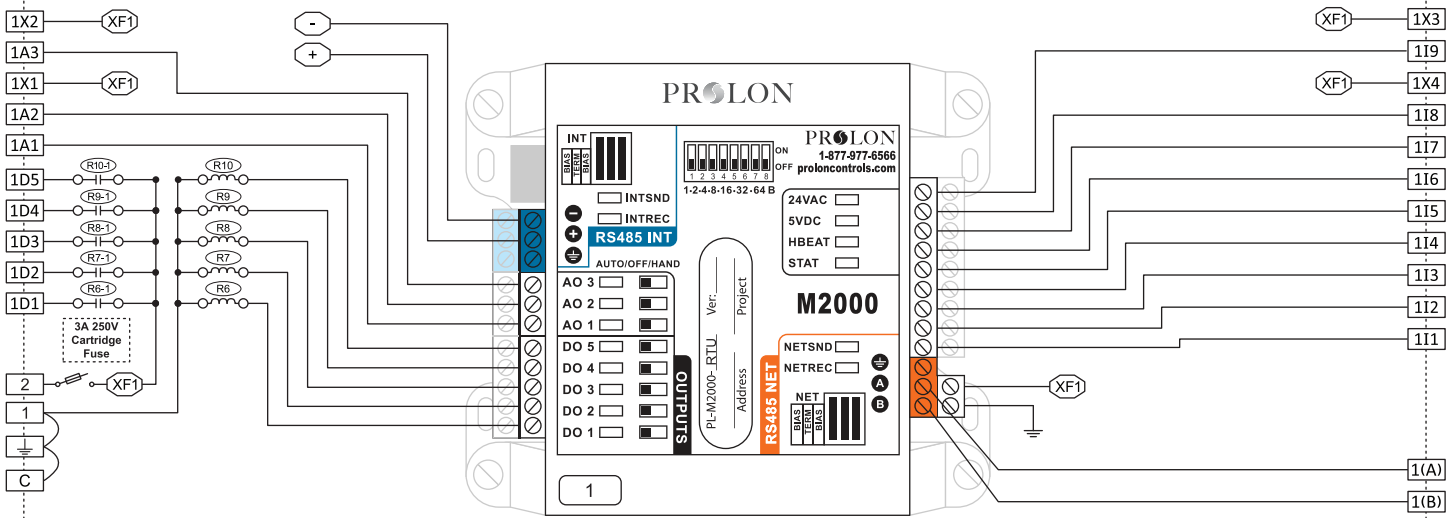 1X2
XF1
1A3
1X1
XF1
1A2
1A1
1D5
R10-1
R10
1D4
R9-1
R9
1D3
R8-1
R8
1D2
R7-1
R7
1D1
R6-1
R6
3A 250V
Cartridge
Fuse
2
XF1
1
C
-
+
PROLON
INT
BIAS
TERM
BIAS
INTSND
INTREC
RS485 INT
ON
OFF
1 2 3 4 5 6 7 8
1-2-4-8-16-32-64 B
PROLON
1-877-977-6566
proloncontrols.com
24VAC
5VDC
HBEAT
STAT
AUTO/OFF/HAND
AO 3
AO 2
AO 1
DO 5
DO 4
DO 3
DO 2
DO 1
OUTPUTS
PL-M2000- RTU Ver:
Address Project
M2000
NETSND
NETREC
RS485 NET
NET
BIAS
TERM
BIAS
A
B
1
XF1
1X3
1I9
XF1
1X4
1I8
1I7
1I6
1I5
1I4
1I3
1I2
1I1
XF1
1(A)
1(B)